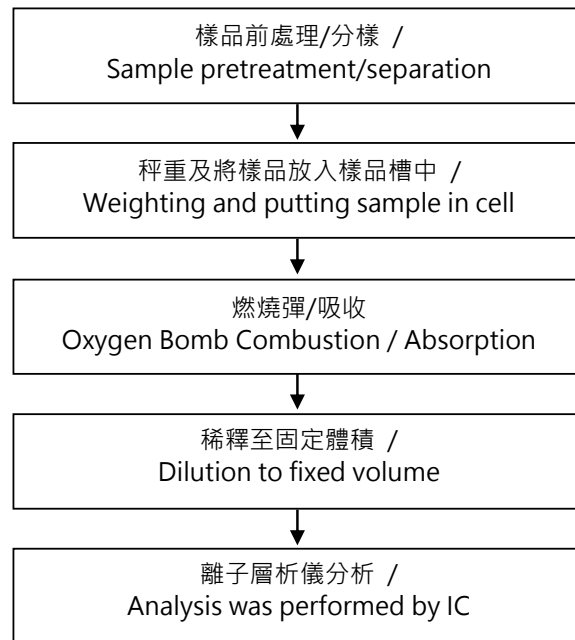 樣品前處理/分樣 /
Sample pretreatment/separation
秤重及將樣品放入樣品槽中 /
Weighting and putting sample in cell
燃燒彈/吸收
Oxygen Bomb Combustion / Absorption
稀釋至固定體積 /
Dilution to fixed volume
離子層析儀分析 /
Analysis was performed by IC